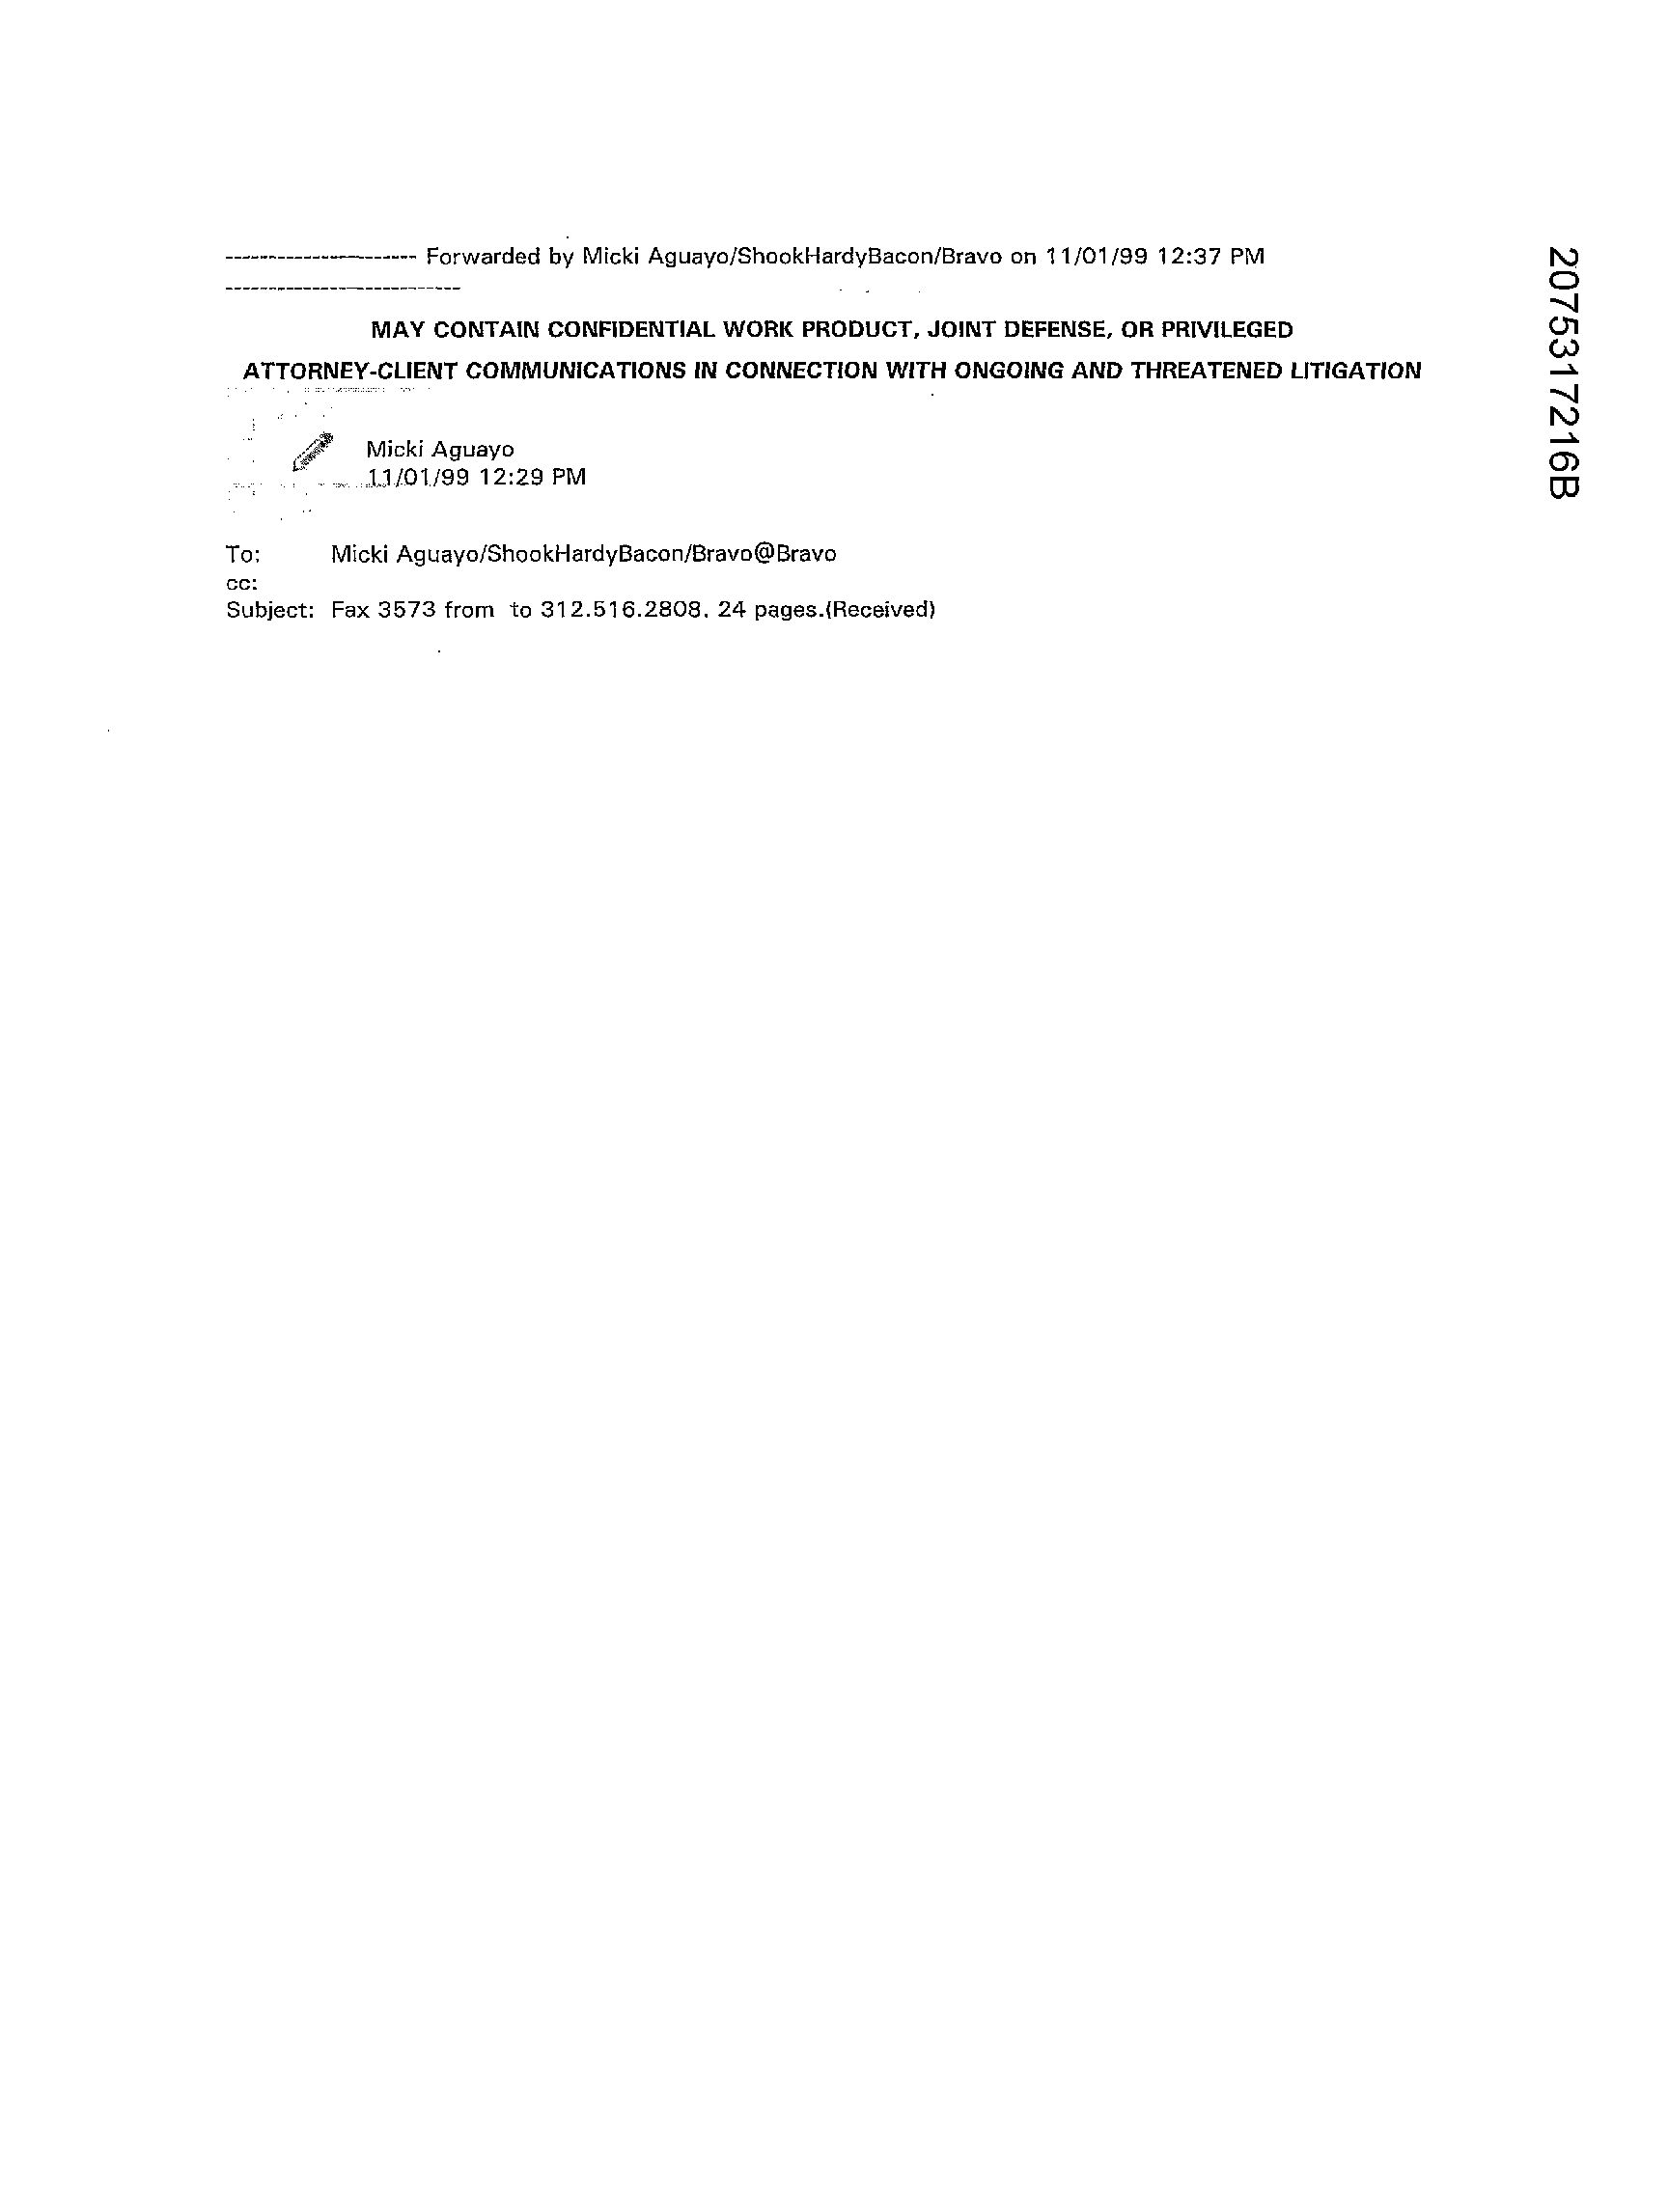 ---------------------- Forwarded by Micki Aguayo/ShookHardyBacon/Bravo on 11/01/99 12:37 PM
---------------------------
MAY CONTAIN CONFIDENTIAL WORK PRODUCT, JOINT DEFENSE, OR PRIVILEGED
ATTORNEY-CLIENT COMMUNICATIONS IN CONNECTION WITH ONGOING AND THREATENED LITIGATION
Micki Aguayo
11/01/99 12:29 PM
To: Micki Aguayo/ShookHardyBacon/Bravo@Bravo
cc:
Subject: Fax 3573 from to 312.516.2808. 24 pages.(Received)
2075317216B